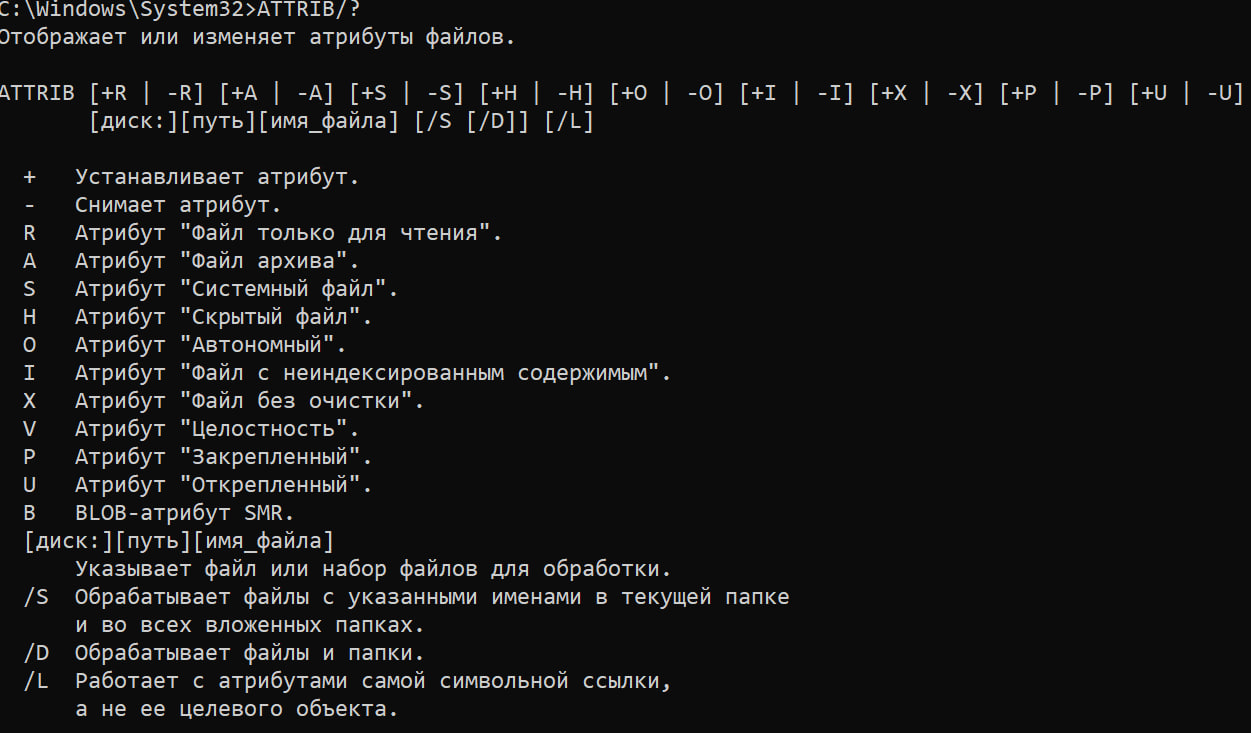 C:\Windows\System32>ATTRIB/?
Отображает или изменяет атрибуты файлов.
ATTRIB [+R | -R] [+A | -A] [+S | -S] [+H | -H] [+O | -O] [+I | -I] [+X | -X] [+P | -P] [+U | -U]
[диск:][путь][имя_файла] [/S [/D]] [/L]
+ Устанавливает атрибут.
- Снимает атрибут.
R Атрибут "Файл только для чтения".
A Атрибут "Файл архива".
S Атрибут "Системный файл".
H Атрибут "Скрытый файл".
O Атрибут "Автономный".
I Атрибут "Файл с неиндексированным содержимым".
X Атрибут "Файл без очистки".
V Атрибут "Целостность".
P Атрибут "Закрепленный".
U Атрибут "Открепленный".
B BLOB-атрибут SMR.
[диск:][путь][имя_файла]
Указывает файл или набор файлов для обработки.
/S Обрабатывает файлы с указанными именами в текущей папке
и во всех вложенных папках.
/D Обрабатывает файлы и папки.
/L Работает с атрибутами самой символьной ссылки,
а не ее целевого объекта.